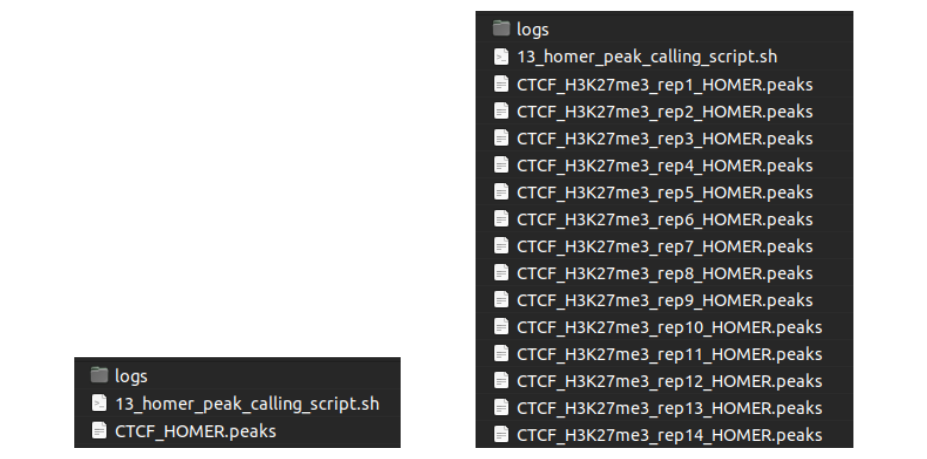 logs
13_homer_peak_calling_script.sh
CTCF_HOMER.peaks
logs
13_homer_peak_calling_script.sh
CTCF_H3K27me3_rep1_HOMER.peaks
CTCF_H3K27me3_rep2_HOMER.peaks
CTCF_H3K27me3_rep3_HOMER.peaks
CTCF_H3K27me3_rep4_HOMER.peaks
CTCF_H3K27me3_rep5_HOMER.peaks
CTCF_H3K27me3_rep6_HOMER.peaks
CTCF_H3K27me3_rep7_HOMER.peaks
CTCF_H3K27me3_rep8_HOMER.peaks
CTCF_H3K27me3_rep9_HOMER.peaks
CTCF_H3K27me3_rep10_HOMER.peaks
CTCF_H3K27me3_rep11_HOMER.peaks
CTCF_H3K27me3_rep12_HOMER.peaks
CTCF_H3K27me3_rep13_HOMER.peaks
CTCF_H3K27me3_rep14_HOMER.peaks